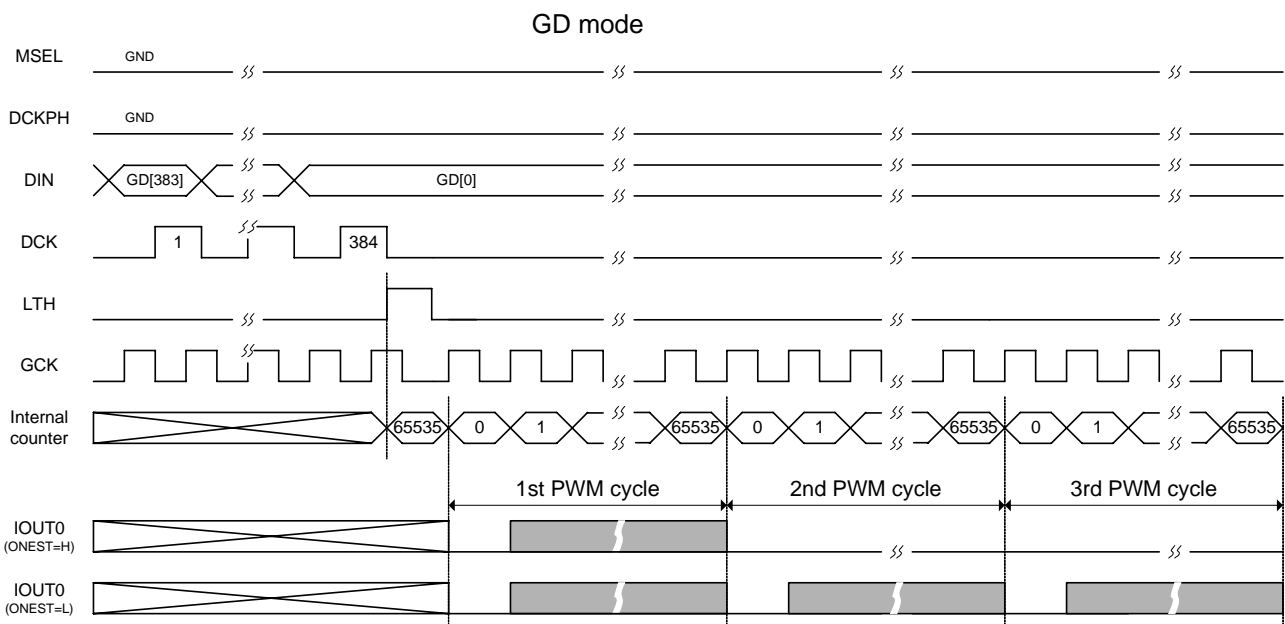 GD mode
MSEL GND
DCKPH GND
DIN GD[383] GD[0]
DCK 1 384
LTH
GCK
Internal
counter 65535 0 1 65535 0 1 65535 0 1 65535
1st PWM cycle 2nd PWM cycle 3rd PWM cycle
IOUT0
(ONEST=H)
IOUT0
(ONEST=L)